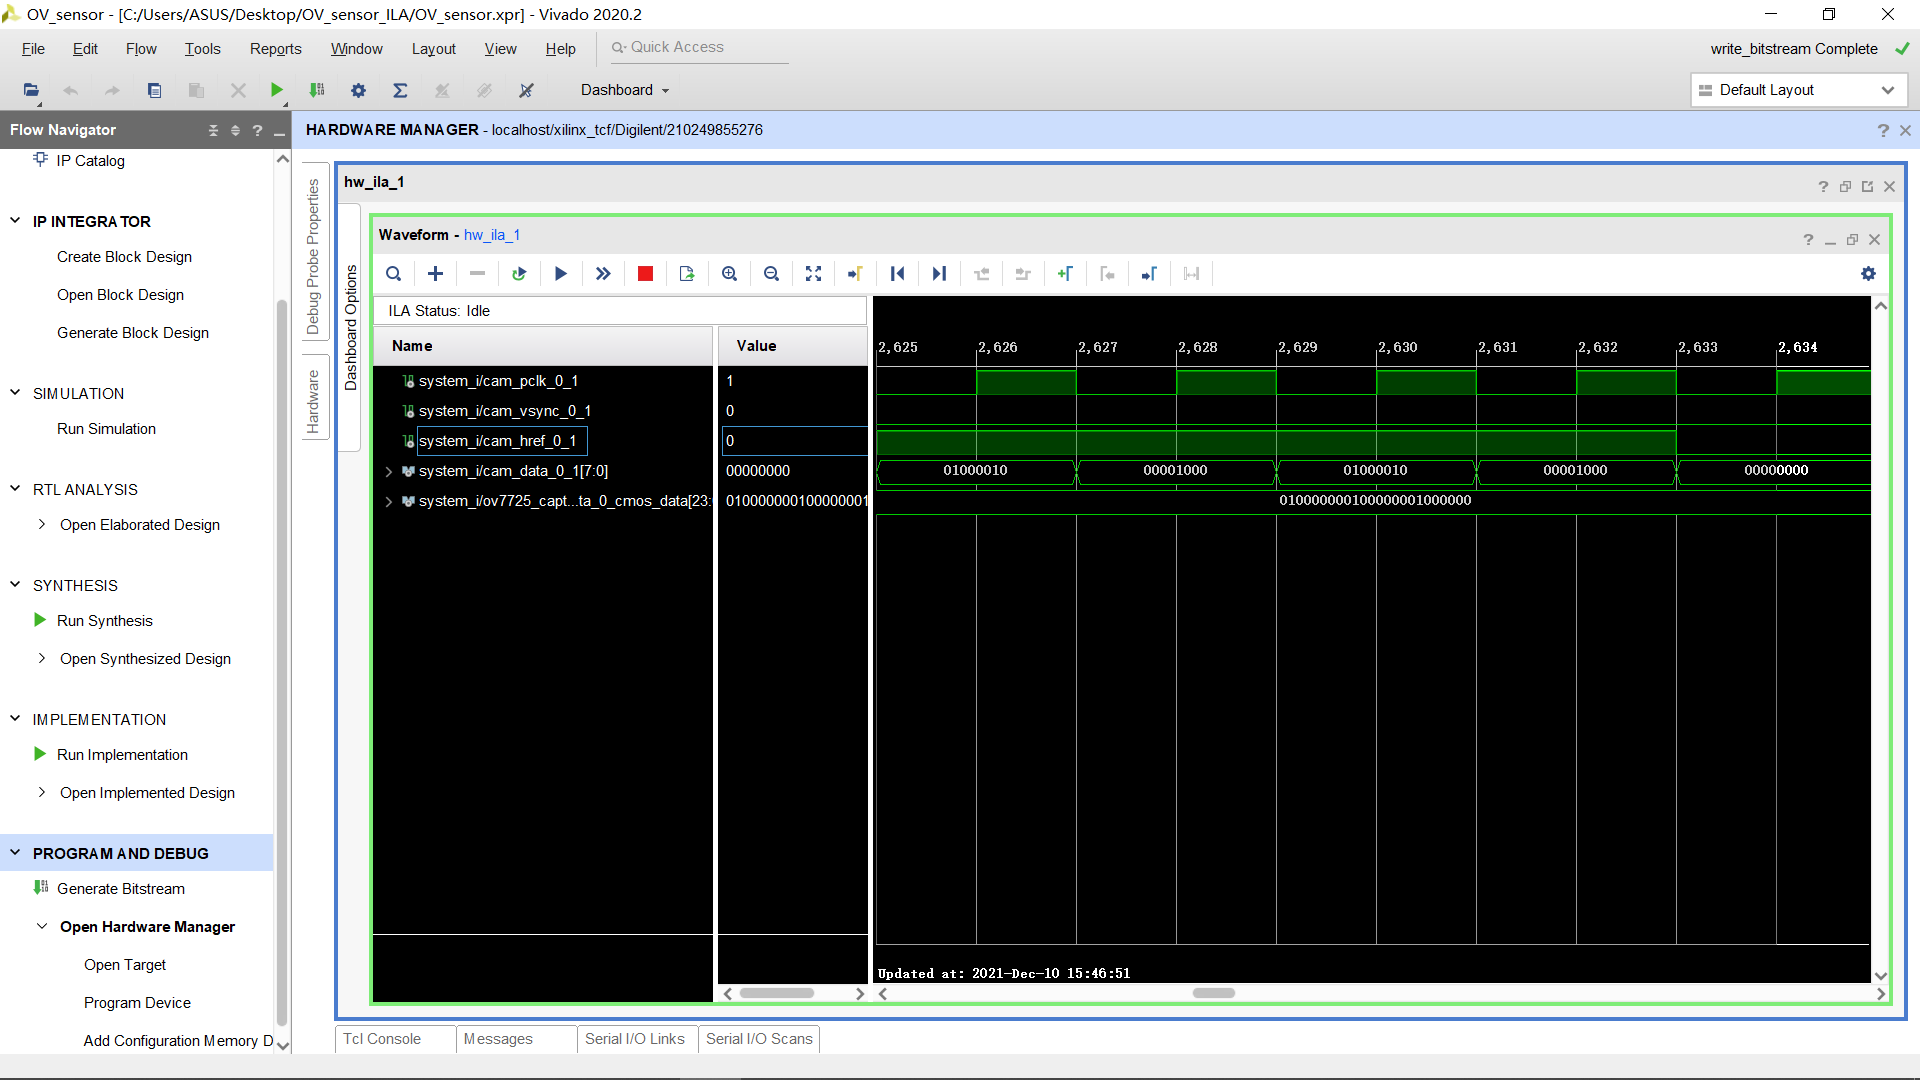 OV_sensor - [C:/Users/ASUS/Desktop/OV_sensor_ILA/OV_sensor.xpr] - Vivado 2020.2
File Edit Flow Tools Reports Window Layout View Help Quick Access
write_bitstream Complete
Dashboard
Default Layout
Flow Navigator
HARDWARE MANAGER - localhost/xilinx_tcf/Digilent/210249855276
IP Catalog
IP INTEGRATOR
Create Block Design
Open Block Design
Generate Block Design
SIMULATION
Run Simulation
RTL ANALYSIS
Open Elaborated Design
SYNTHESIS
Run Synthesis
Open Synthesized Design
IMPLEMENTATION
Run Implementation
Open Implemented Design
PROGRAM AND DEBUG
Generate Bitstream
Open Hardware Manager
Open Target
Program Device
Add Configuration Memory D
Debug Probe Properties
Hardware
hw_ila_1
Dashboard Options
Waveform - hw_ila_1
ILA Status: Idle
Name Value
2,625 2,626 2,627 2,628 2,629 2,630 2,631 2,632 2,633 2,634
system_i/cam_pclk_0_1 1
system_i/cam_vsync_0_1 0
system_i/cam_href_0_1 0
system_i/cam_data_0_1[7:0] 00000000 01000010 00001000 01000010 00001000 00000000
system_i/ov7725_capt...ta_0_cmos_data[23: 0100000001000000001 010000000100000001000000
Updated at: 2021-Dec-10 15:46:51
Tcl Console Messages Serial I/O Links Serial I/O Scans